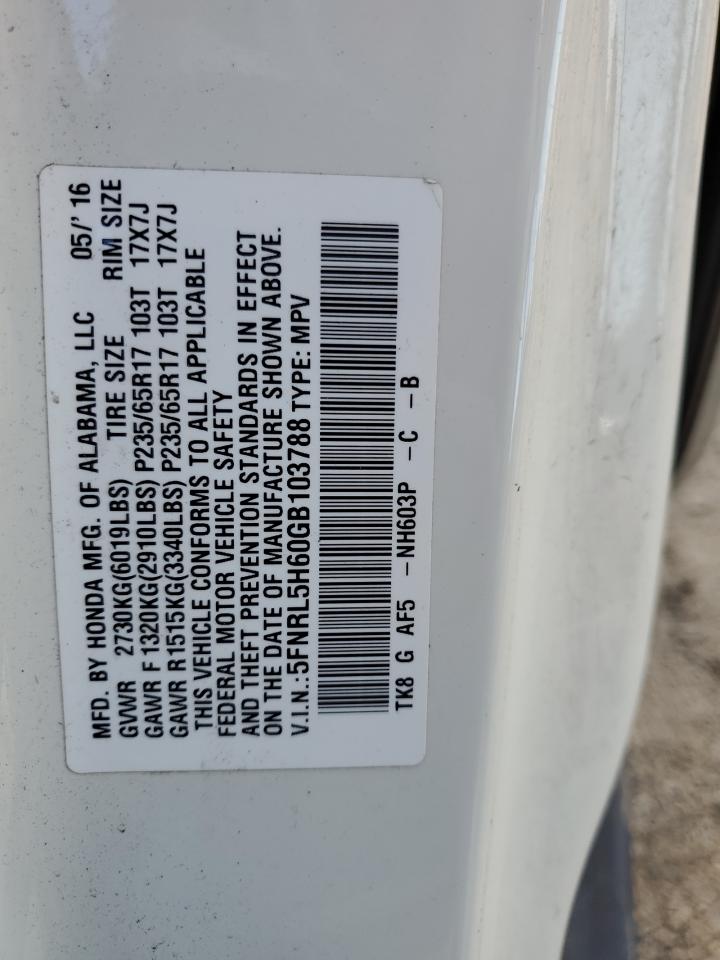 MFD. BY HONDA MFG. OF ALABAMA, LLC 05/' 16
GVWR 2730KG(6019LBS) TIRE SIZE RIM SIZE
GAWR F 1320KG(2910LBS) P235/65R17 103T 17X7J
GAWR R 1515KG(3340LBS) P235/65R17 103T 17X7J
THIS VEHICLE CONFORMS TO ALL APPLICABLE
FEDERAL MOTOR VEHICLE SAFETY
AND THEFT PREVENTION STANDARDS IN EFFECT
ON THE DATE OF MANUFACTURE SHOWN ABOVE.
V.I.N.: 5FNRL5H60GB103788 TYPE: MPV
TK8 G AF5 -NH603P -C -B